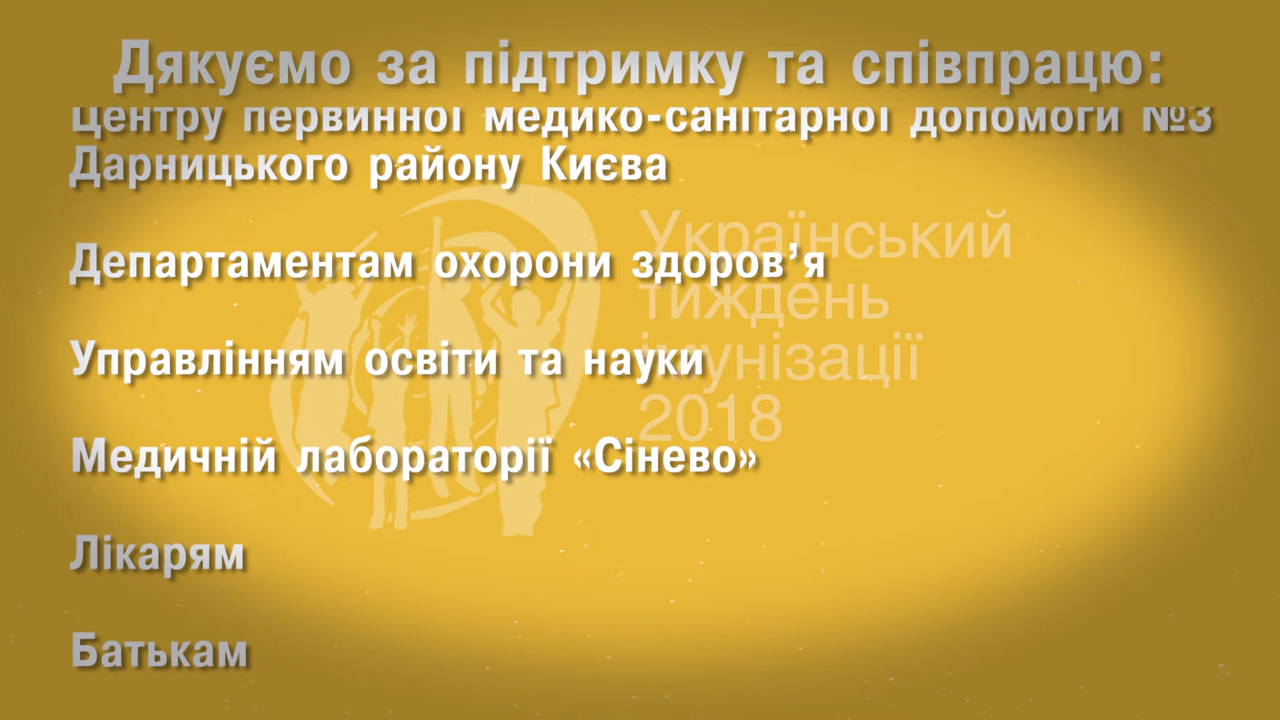 Дякуємо за підтримку та співпрацю:
Центру первинної медико-санітарної допомоги №3
Дарницького району Києва
Департаментам охорони здоров’я
Управлінням освіти та науки
Медичній лабораторії «Сінево»
Лікарям
Батькам
Український
тиждень
імунізації
2018